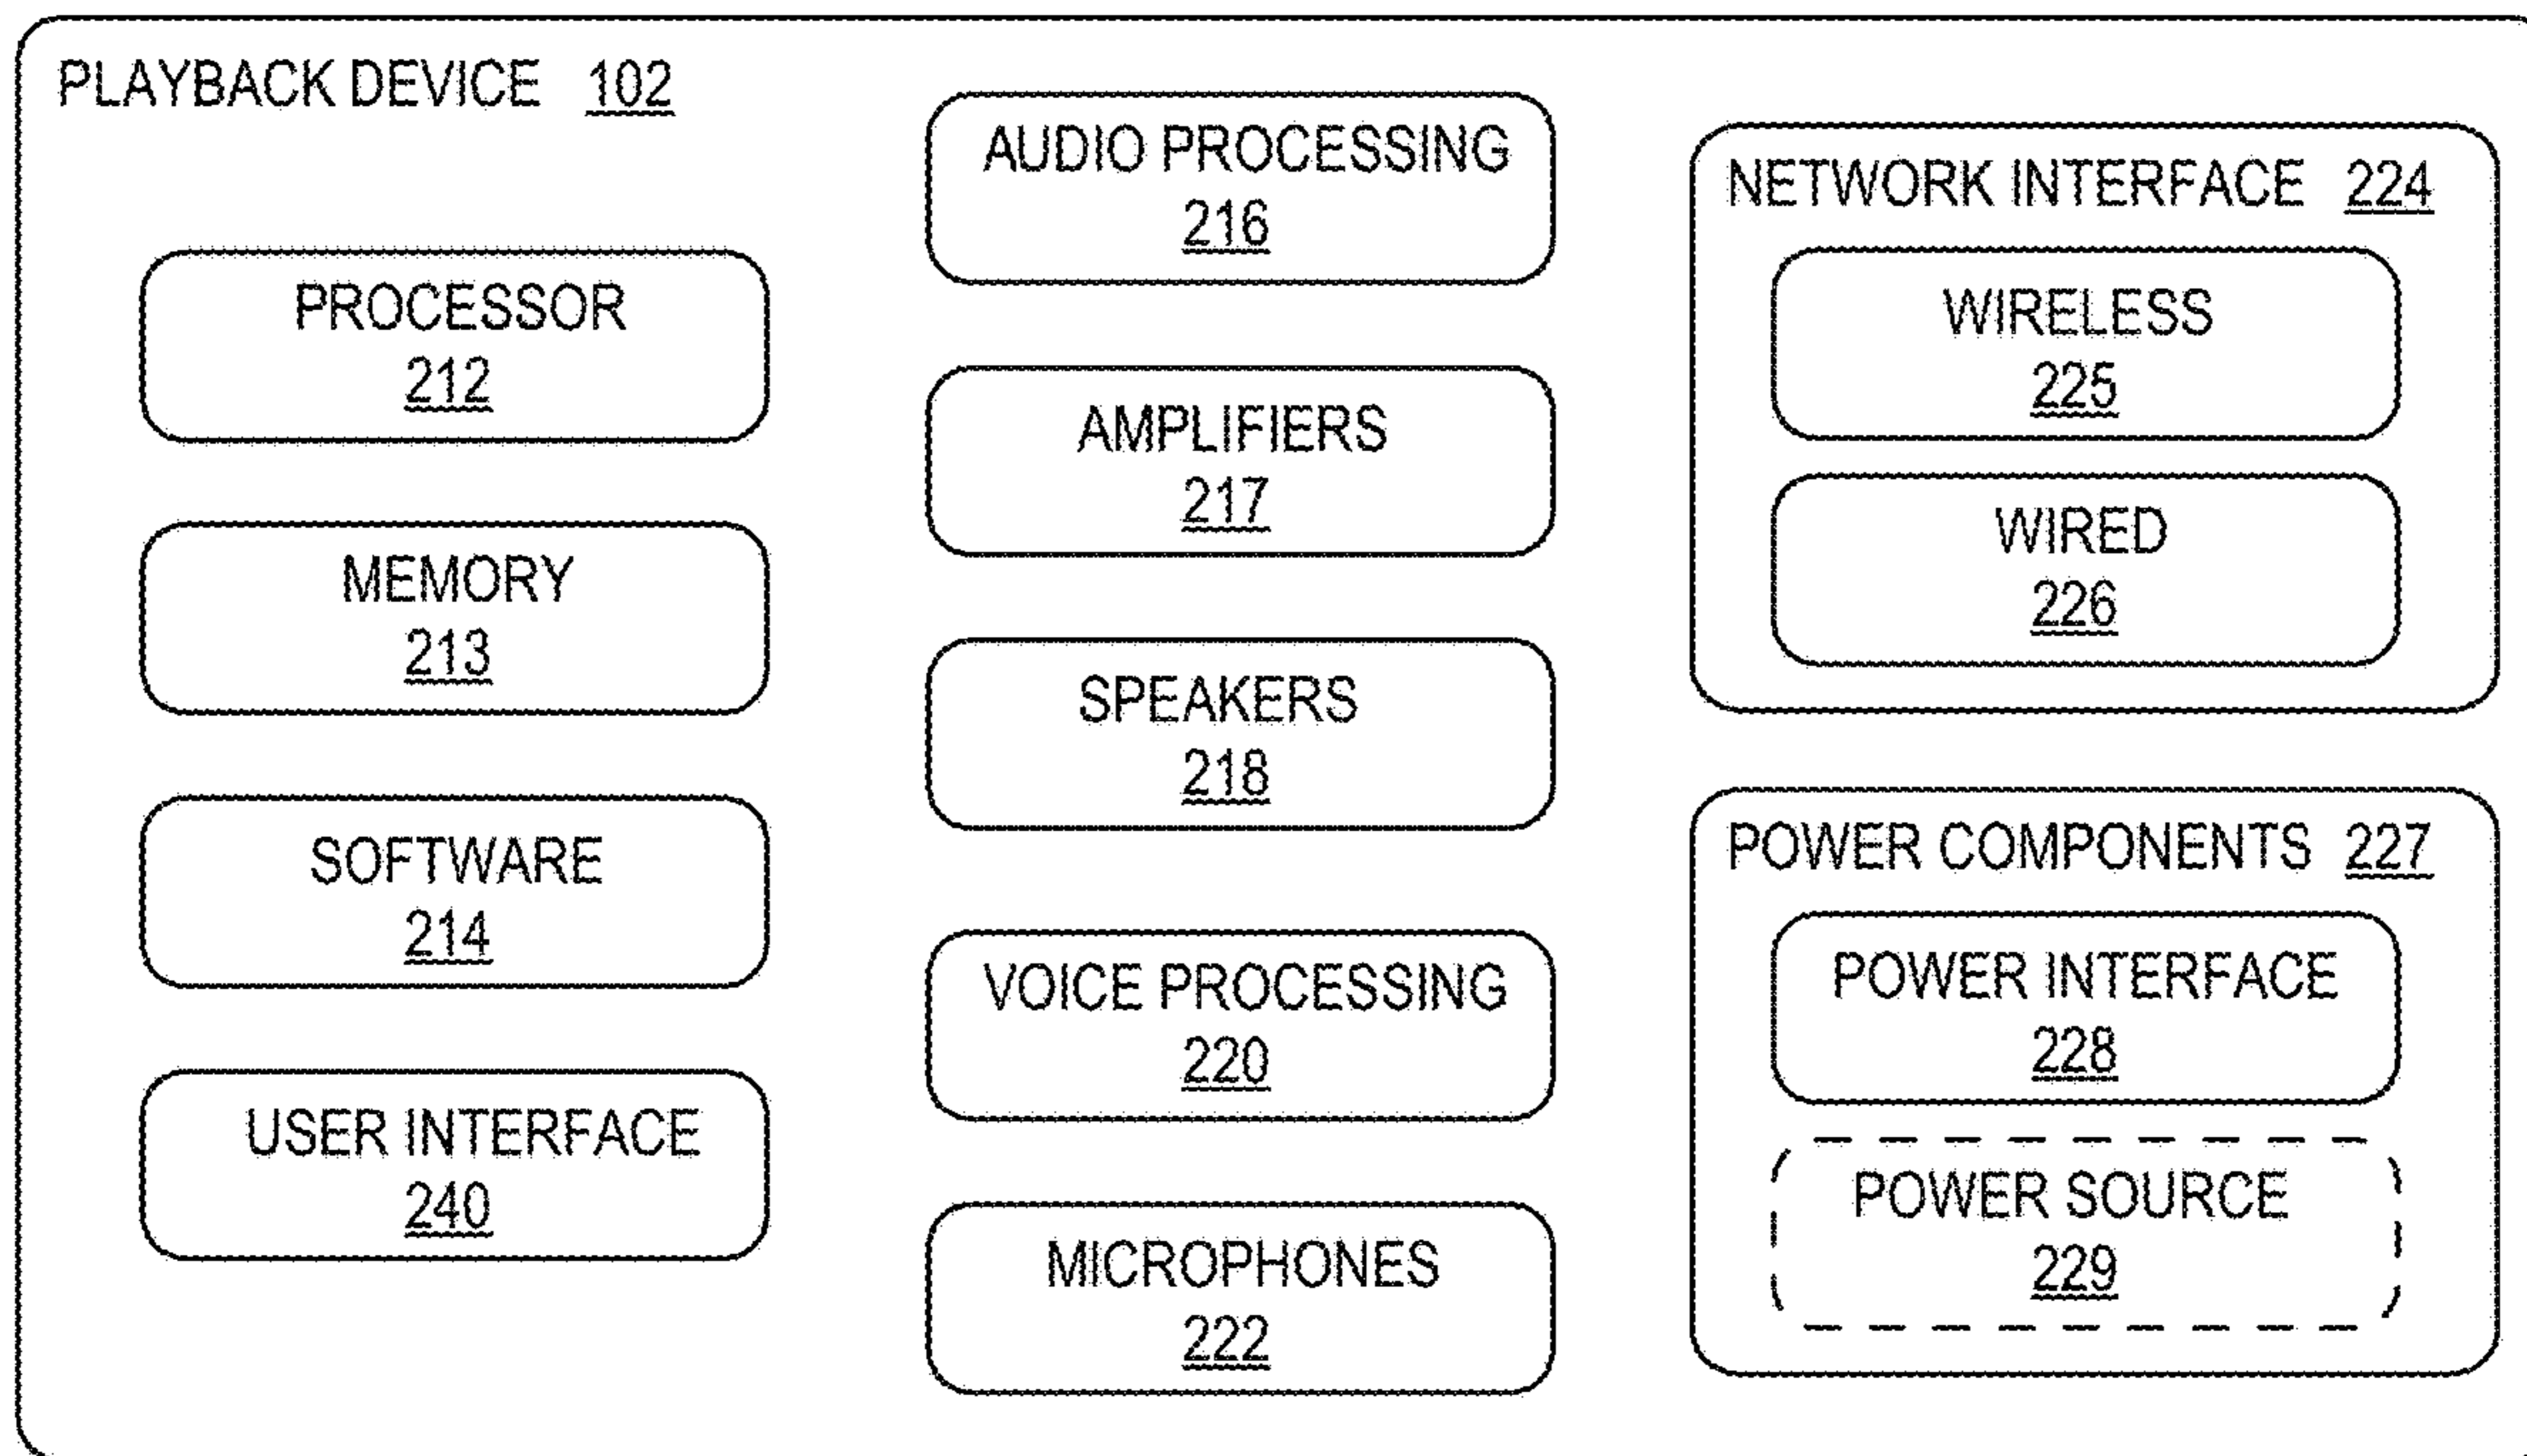 PLAYBACK DEVICE 102
PROCESSOR
212
MEMORY
213
SOFTWARE
214
USER INTERFACE
240
AUDIO PROCESSING
216
AMPLIFIERS
217
SPEAKERS
218
VOICE PROCESSING
220
MICROPHONES
222
NETWORK INTERFACE 224
WIRELESS
225
WIRED
226
POWER COMPONENTS 227
POWER INTERFACE
228
POWER SOURCE
229